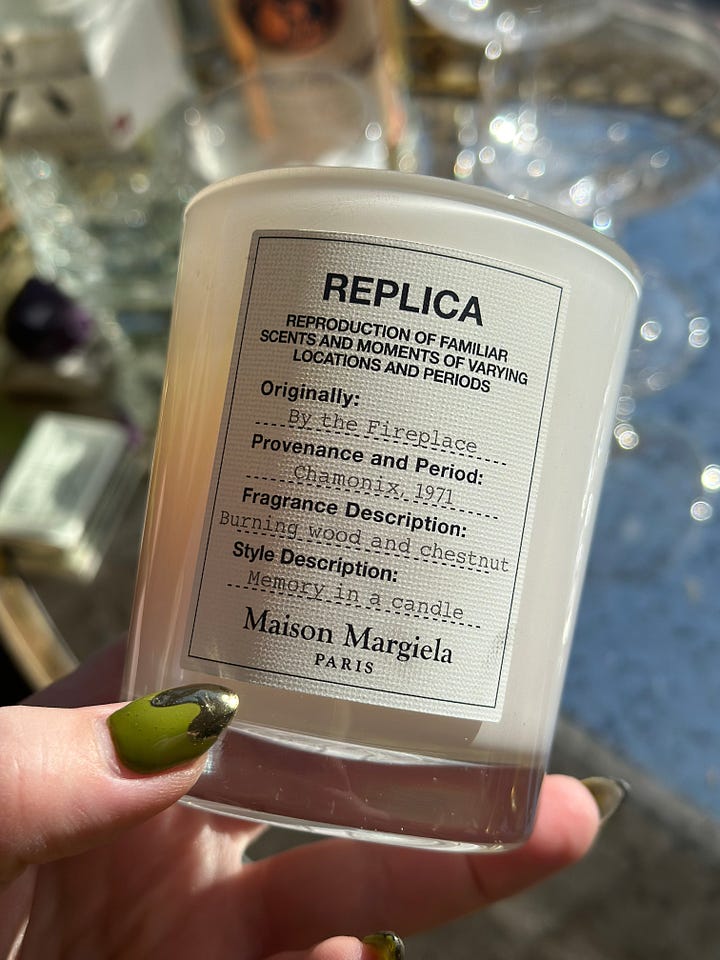 REPLICA
REPRODUCTION OF FAMILIAR
SCENTS AND MOMENTS OF VARYING
LOCATIONS AND PERIODS
Originally:
By the Fireplace
Provenance and Period:
Chamonix, 1971
Fragrance Description:
Burning wood and chestnut
Style Description:
Memory in a candle
Maison Margiela
PARIS